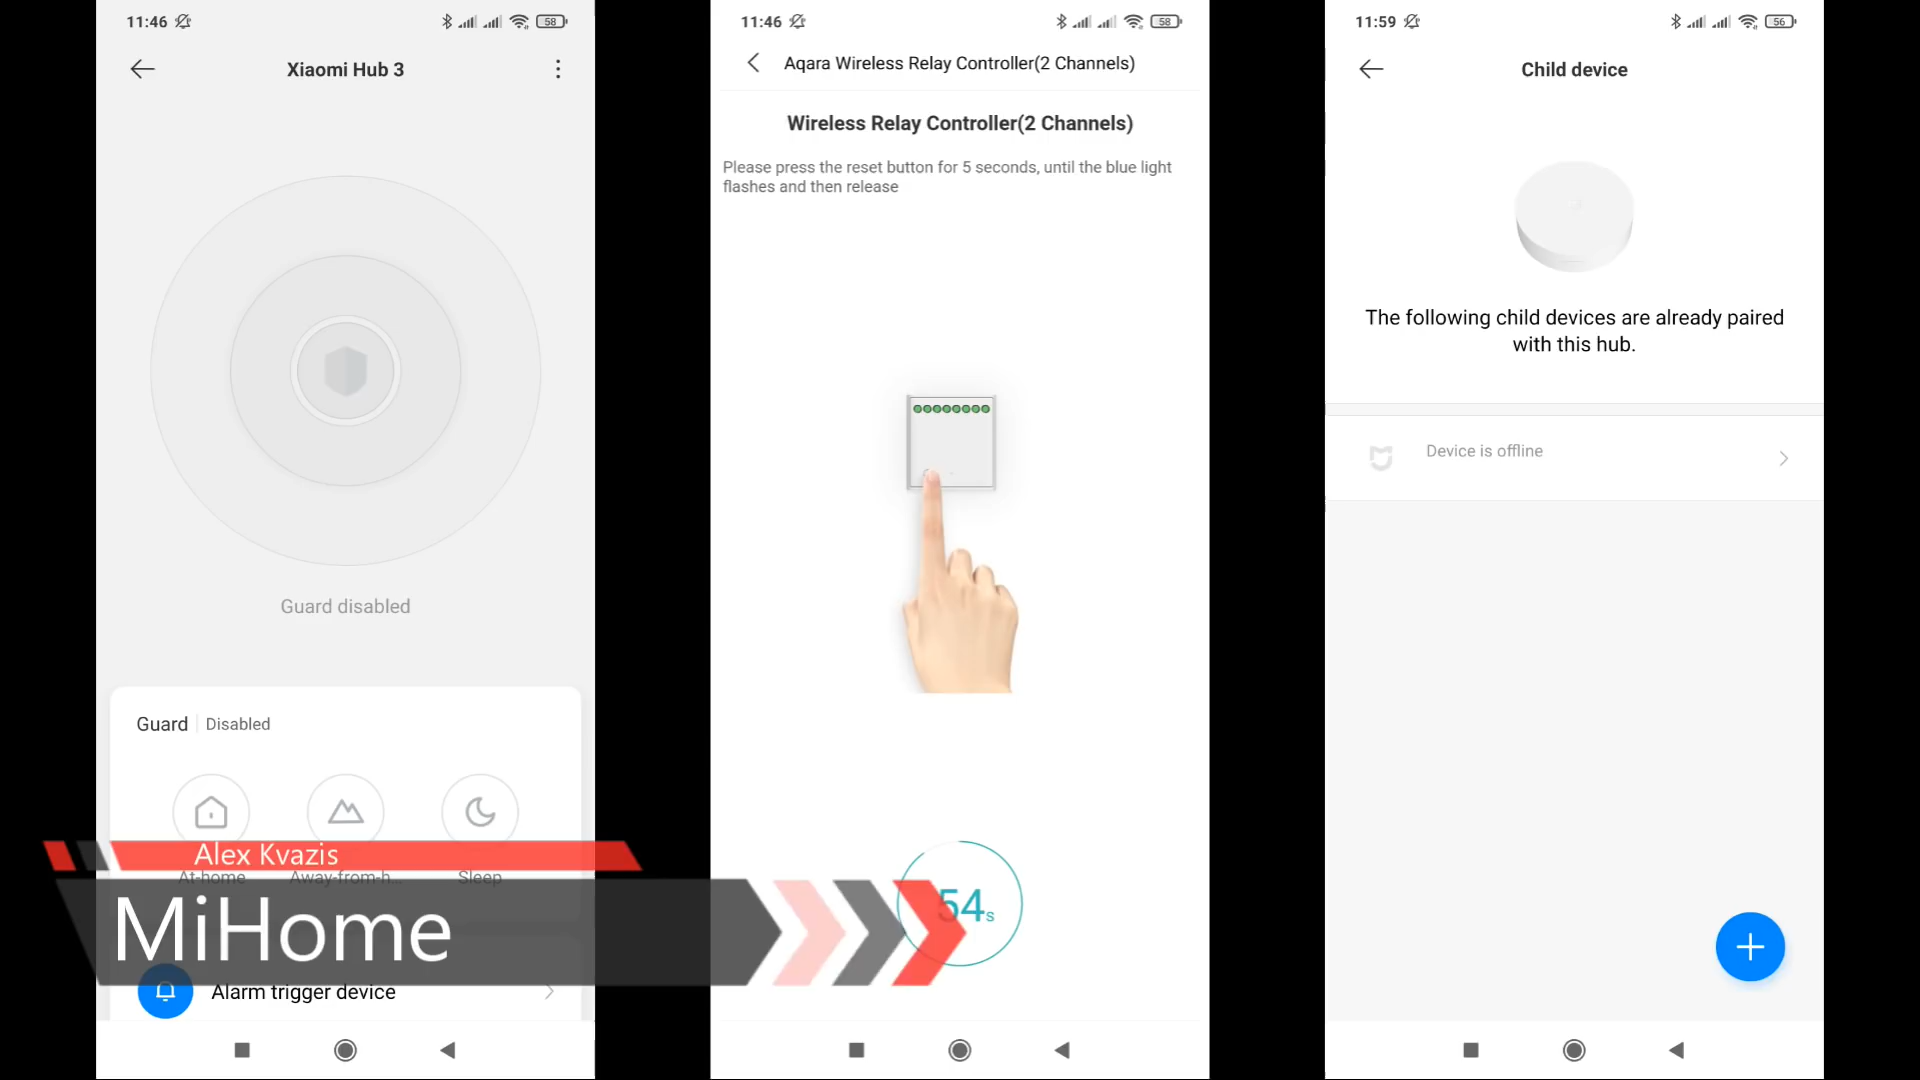 11:46
58
Xiaomi Hub 3
Guard disabled
Guard
Disabled
At-home
Away-from-h...
Sleep
Alarm trigger device
Alex Kvazis
MiHome
11:46
58
Aqara Wireless Relay Controller(2 Channels)
Wireless Relay Controller(2 Channels)
Please press the reset button for 5 seconds, until the blue light
flashes and then release
54s
11:59
56
Child device
The following child devices are already paired
with this hub.
Device is offline